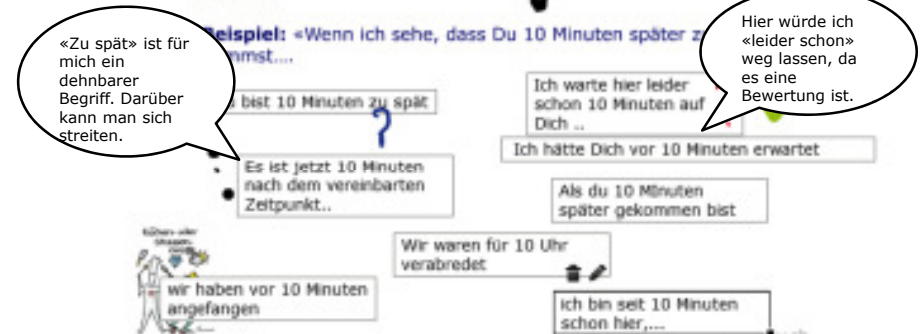 Beispiel: «Wenn ich sehe, dass Du 10 Minuten später
«Zu spät» ist für
mich ein
dehnbarer
Begriff. Darüber
kann man sich
streiten.
Hier würde ich
«leider schon»
weg lassen, da
es eine
Bewertung ist.
bist 10 Minuten zu spät
?
Ich warte hier leider
schon 10 Minuten auf
Dich ..
Ich hätte Dich vor 10 Minuten erwartet
Es ist jetzt 10 Minuten
nach dem vereinbarten
Zeitpunkt..
Als du 10 MInuten
später gekommen bist
Wir waren für 10 Uhr
verabredet
wir haben vor 10 Minuten
angefangen
ich bin seit 10 Minuten
schon hier,...